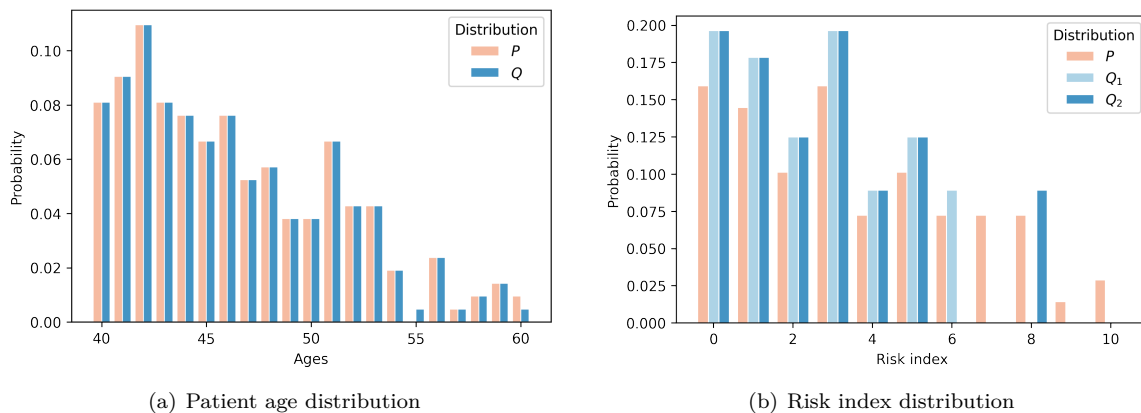 Distribution
P
Q
0.10
0.08
0.06
0.04
0.02
0.00
Probability
40
45
50
55
60
Ages
(a) Patient age distribution
Distribution
P
Q1
Q2
0.200
0.175
0.150
0.125
0.100
0.075
0.050
0.025
0.000
Probability
0
2
4
6
8
10
Risk index
(b) Risk index distribution